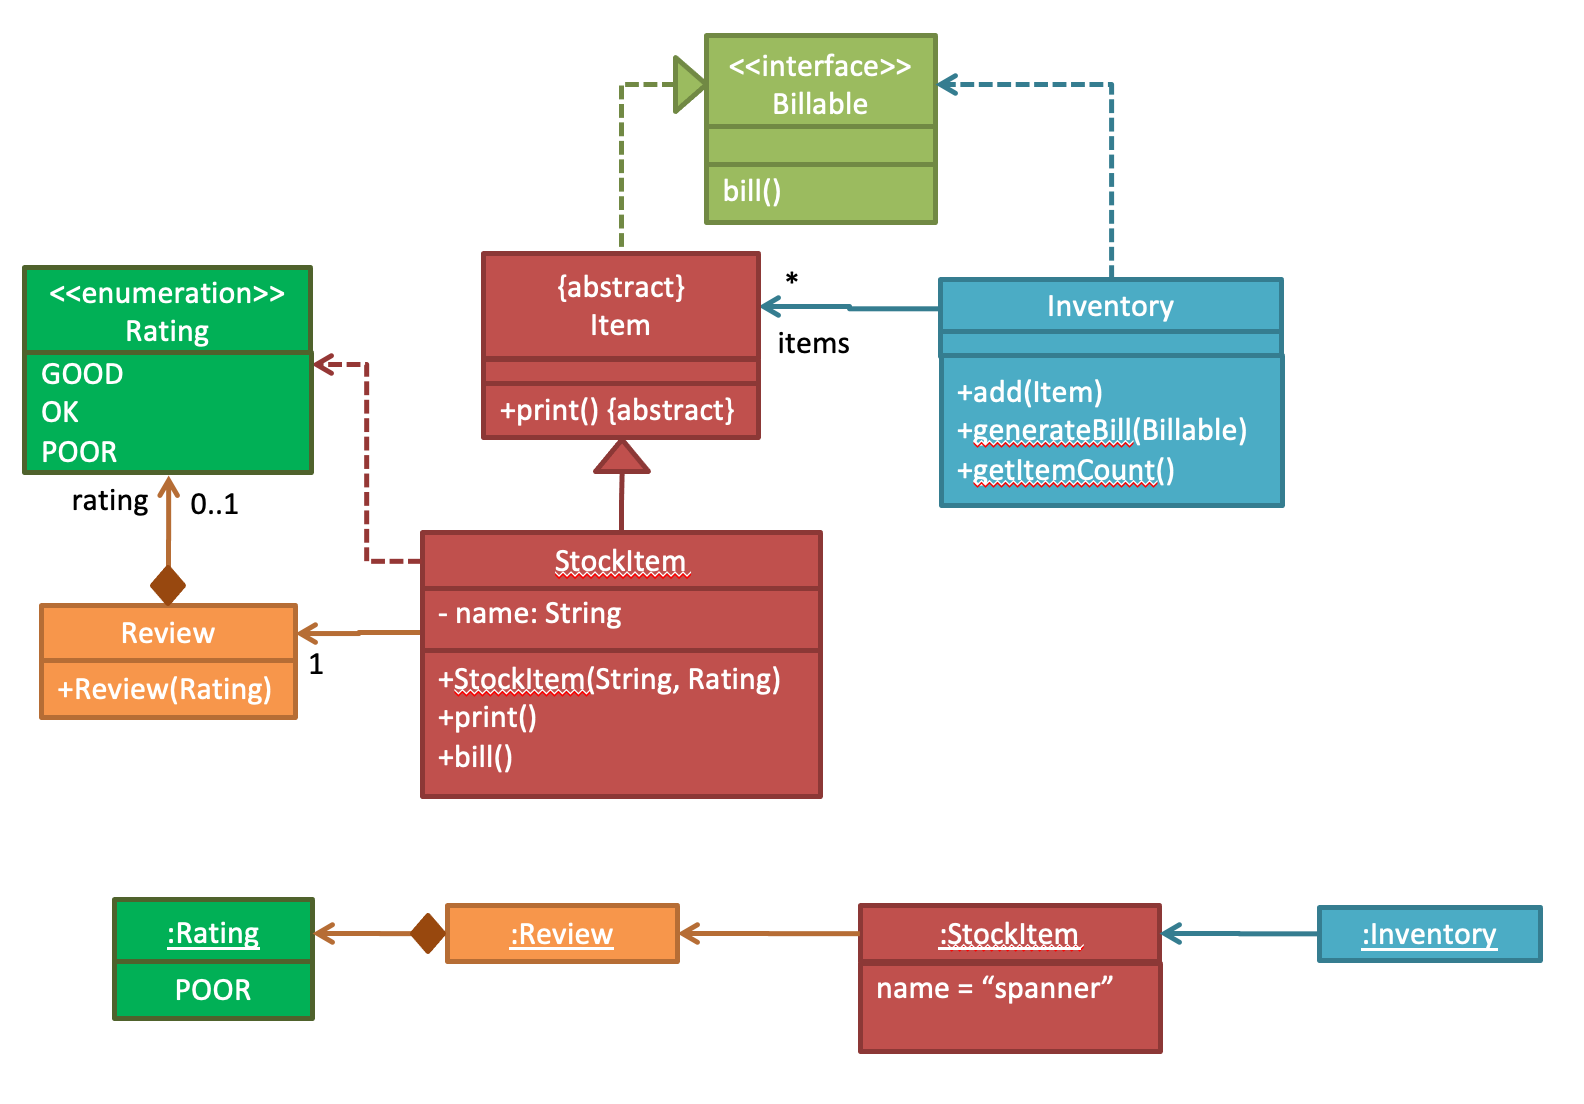 <<interface>>
Billable
bill()
<<enumeration>>
Rating
GOOD
OK
POOR
rating
0..1
{abstract}
Item
+print() {abstract}
*
items
Inventory
+add(Item)
+generateBill(Billable)
+getItemCount()
Review
+Review(Rating)
1
StockItem
- name: String
+StockItem(String, Rating)
+print()
+bill()
:Rating
POOR
:Review
:StockItem
name = “spanner”
:Inventory